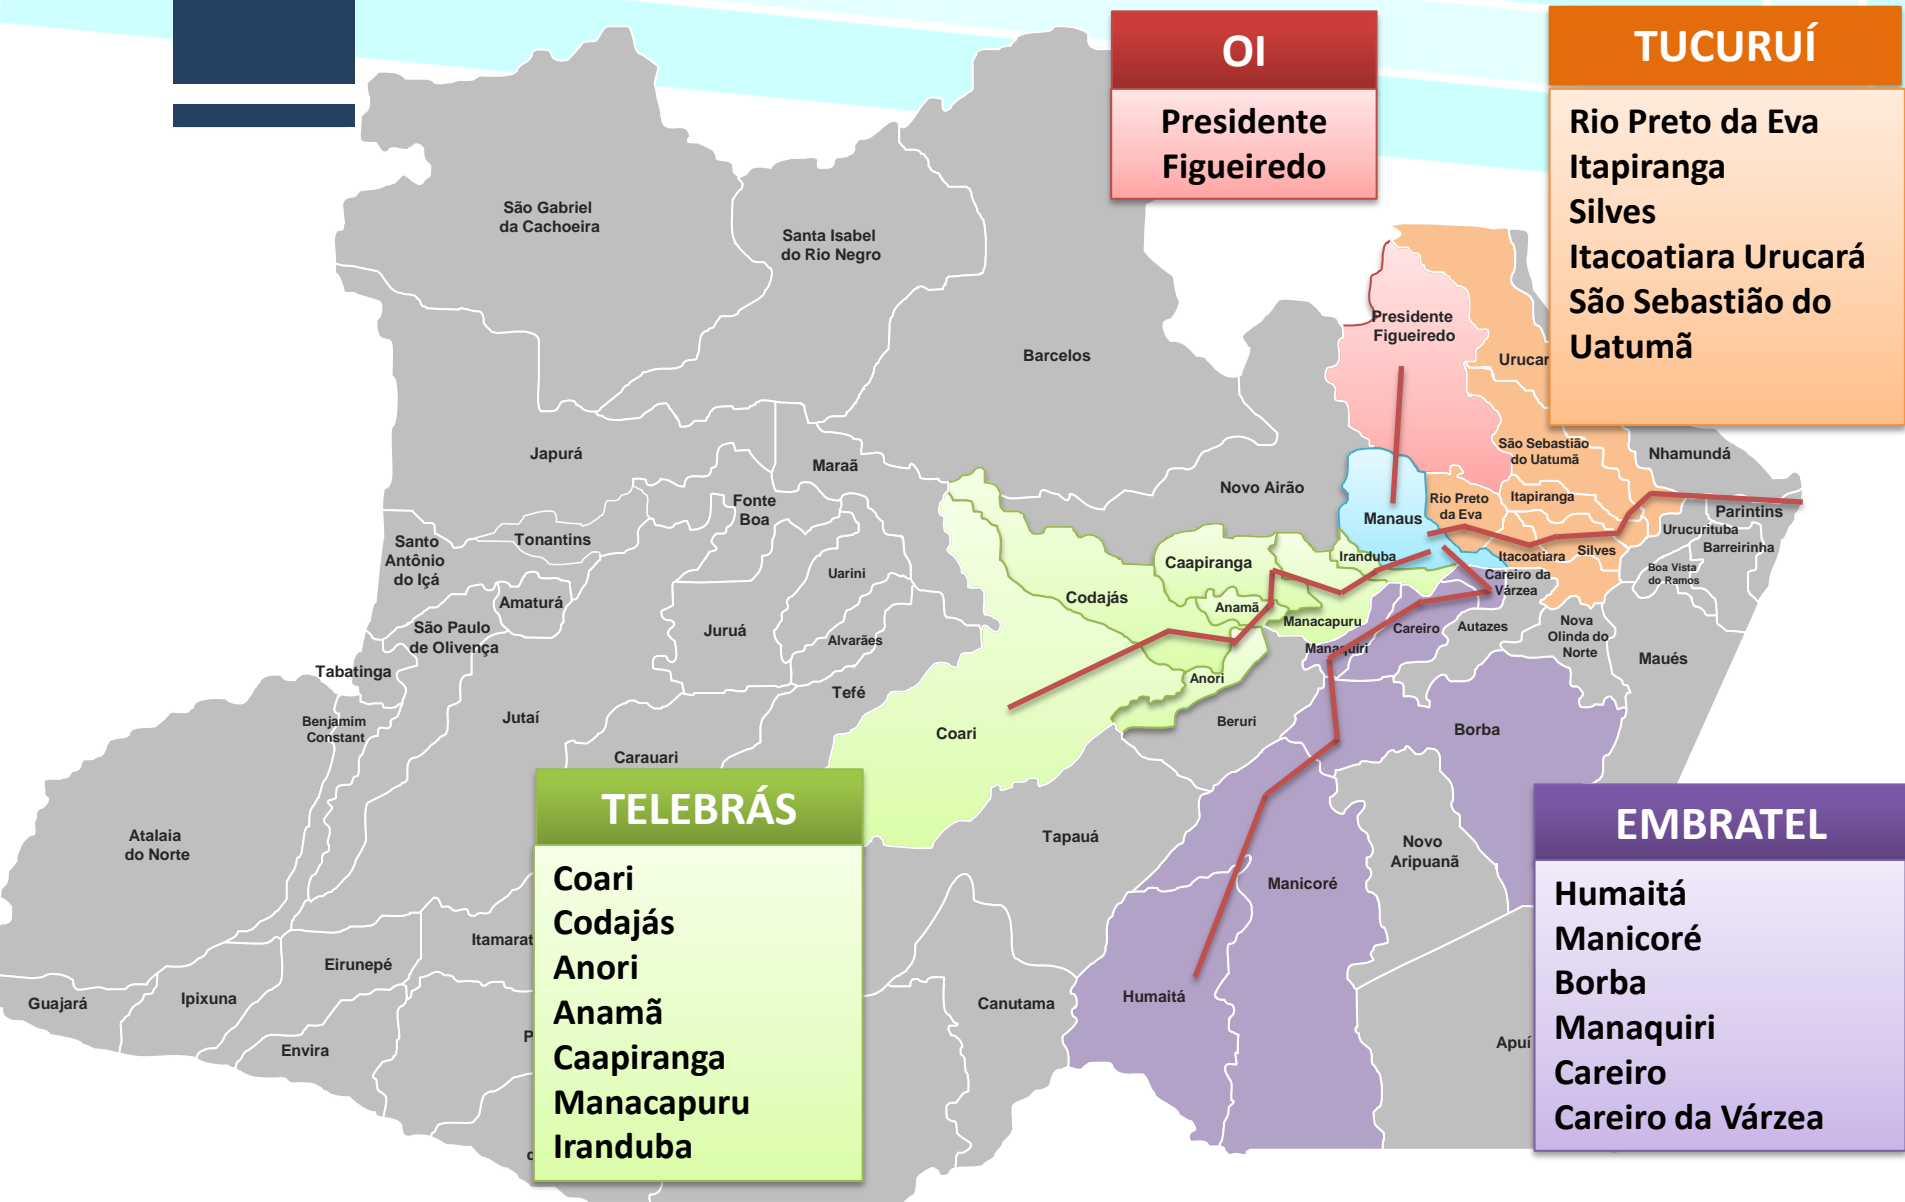 OI
Presidente
Figueiredo
TUCURUÍ
Rio Preto da Eva
Itapiranga
Silves
Itacoatiara Urucará
São Sebastião do
Uatumã
São Gabriel
da Cachoeira
Santa Isabel
do Rio Negro
Barcelos
Presidente
Figueiredo
Urucar
Japurá
Maraã
Novo Airão
São Sebastião
do Uatumã
Nhamundá
Fonte
Boa
Rio Preto
da Eva
Itapiranga
Manaus
Parintins
Urucurituba
Barreirinha
Santo
Antônio
do Içá
Tonantins
Uarini
Caapiranga
Iranduba
Itacoatiara
Silves
Boa Vista
do Ramos
Careiro da
Várzea
Amaturá
Codajás
Anamã
Manacapuru
São Paulo
de Olivença
Juruá
Alvarães
Careiro
Autazes
Nova
Olinda do
Norte
Manaquiri
Maués
Tabatinga
Tefé
Anori
Benjamim
Constant
Jutaí
Coari
Beruri
Borba
Carauari
TELEBRÁS
Coari
Codajás
Anori
Anamã
Caapiranga
Manacapuru
Iranduba
EMBRATEL
Humaitá
Manicoré
Borba
Manaquiri
Careiro
Careiro da Várzea
Atalaia
do Norte
Tapauá
Novo
Aripuanã
Manicoré
Itamarat
Eirunepé
Guajará
Ipixuna
Canutama
Humaitá
Envira
P
Apuí